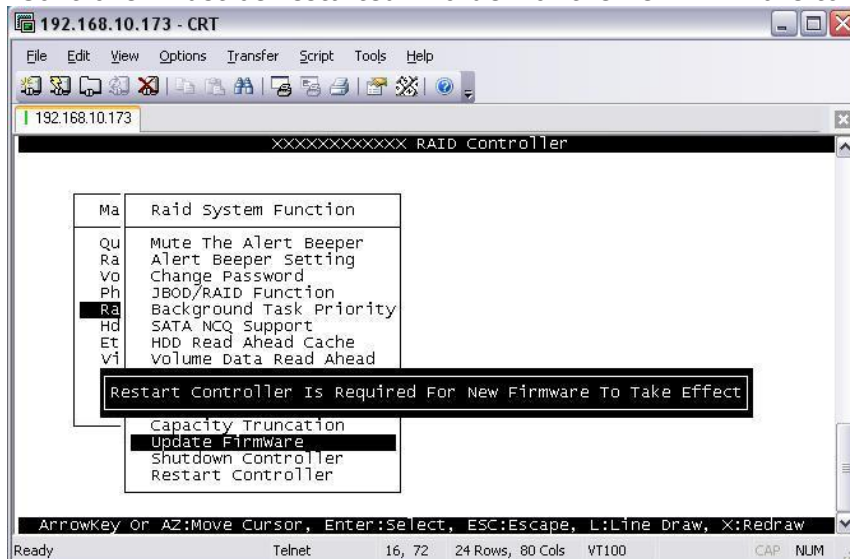 192.168.10.173 - CRT
File Edit View Options Transfer Script Tools Help
192.168.10.173
XXXXXXXXXXXX RAID Controller
Ma
Raid System Function
Qu
Mute The Alert Beeper
Ra
Alert Beeper Setting
Vo
Change Password
Ph
JBOD/RAID Function
Ra
Background Task Priority
Hd
SATA NCQ Support
Et
HDD Read Ahead Cache
Vi
Volume Data Read Ahead
Restart Controller Is Required For New Firmware To Take Effect
Capacity Truncation
Update Firmware
Shutdown Controller
Restart Controller
ArrowKey Or AZ:Move Cursor, Enter:Select, ESC:Escape, L:Line Draw, X:Redraw
Ready Telnet 16, 72 24 Rows, 80 Cols VT100 CAP NUM